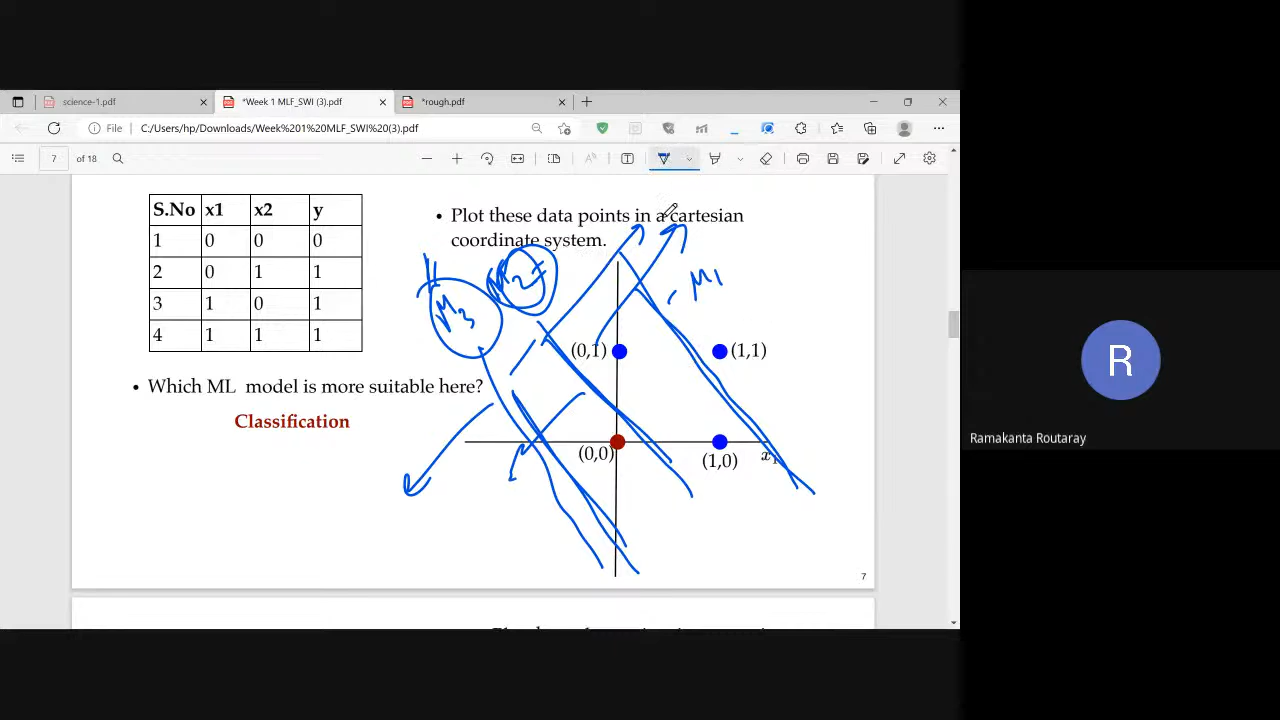 science-1.pdf
*Week 1 MLF_SWI (3).pdf
*rough.pdf
File
C:/Users/hp/Downloads/Week%201%20MLF_SWI%20(3).pdf
7 of 18
S.No x1 x2 y
1 0 0 0
2 0 1 1
3 1 0 1
4 1 1 1
• Plot these data points in a cartesian
coordinate system.
M3
M2
M1
(0,1)
(1,1)
• Which ML model is more suitable here?
Classification
(0,0)
(1,0)
x1
7
R
Ramakanta Routaray